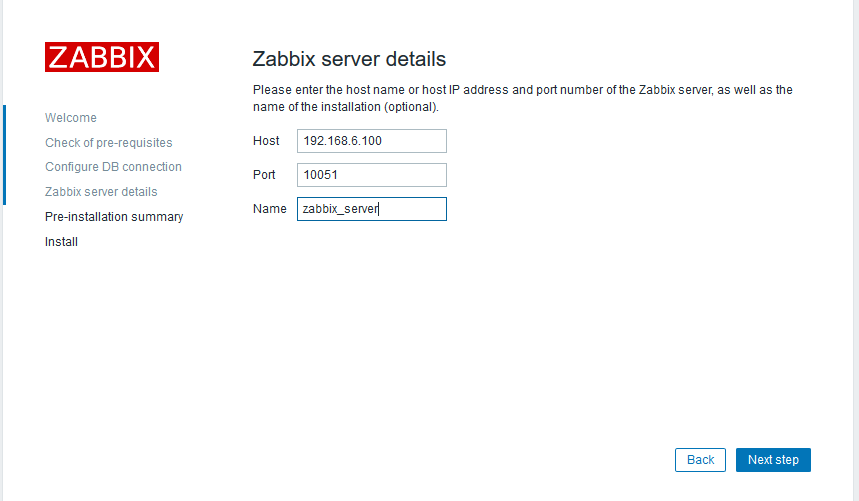 ZABBIX
Welcome
Check of pre-requisites
Configure DB connection
Zabbix server details
Pre-installation summary
Install
Zabbix server details
Please enter the host name or host IP address and port number of the Zabbix server, as well as the
name of the installation (optional).
Host 192.168.6.100
Port 10051
Name zabbix_server
Back Next step